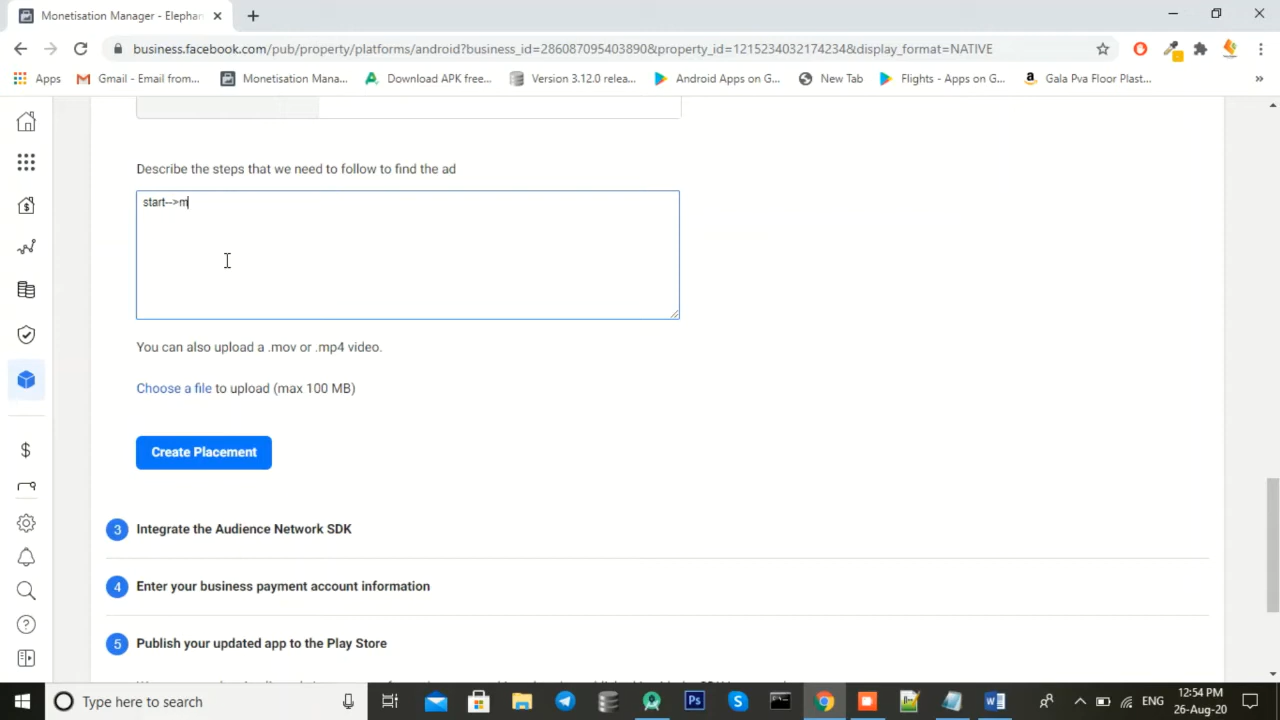 Monetisation Manager - Elephan
business.facebook.com/pub/property/platforms/android?business_id=286087095403890&property_id=12152340321742348&display_format=NATIVE
Apps
Gmail - Email from...
Monetisation Mana...
Download APK free...
Version 3.12.0 relea...
Android Apps on G...
New Tab
Flights - Apps on G...
Gala Pva Floor Plast...
»
Describe the steps that we need to follow to find the ad
start-->m
You can also upload a .mov or .mp4 video.
Choose a file to upload (max 100 MB)
Create Placement
3 Integrate the Audience Network SDK
4 Enter your business payment account information
5 Publish your updated app to the Play Store
Type here to search
ENG
12:54 PM
26-Aug-20